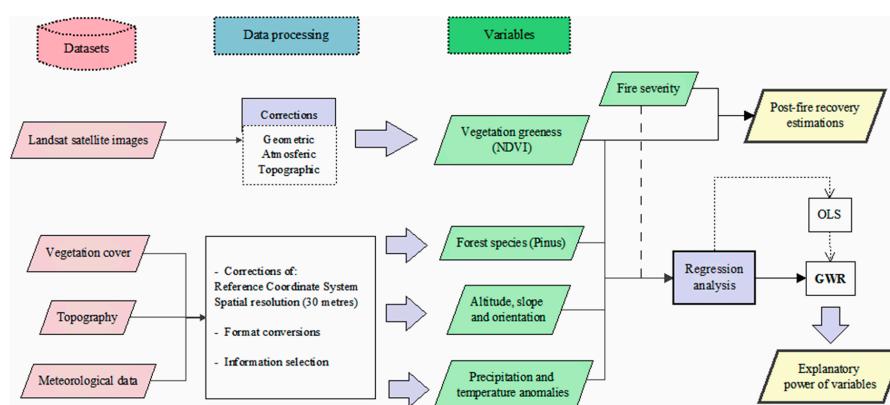 Datasets
Data processing
Variables
Landsat satellite images
Corrections
Geometric
Atmosferic
Topographic
Vegetation greeness
(NDVI)
Fire severity
Post-fire recovery
estimations
Vegetation cover
Topography
Meteorological data
- Corrections of:
Reference Coordinate System
Spatial resolution (30 metres)
- Format conversions
- Information selection
Forest species (Pinus)
Altitude, slope
and orientation
Precipitation and
temperature anomalies
Regression
analysis
OLS
GWR
Explanatory
power of variables